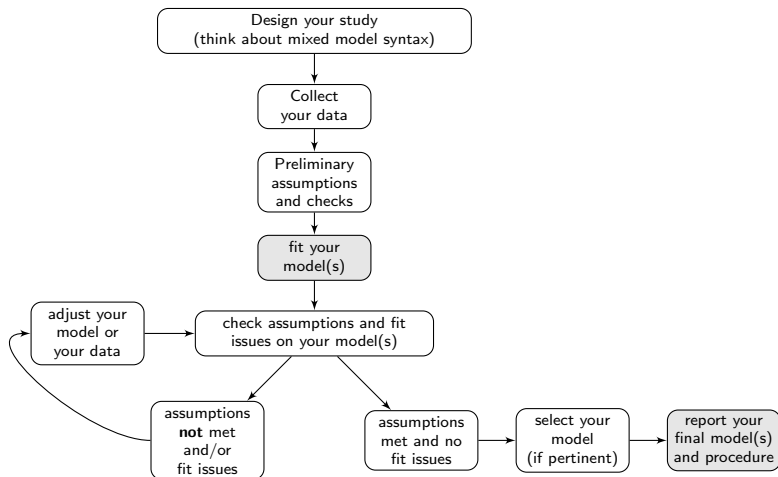 Design your study
(think about mixed model syntax)
Collect
your data
Preliminary
assumptions
and checks
fit your
model(s)
adjust your
model or
your data
check assumptions and fit
issues on your model(s)
assumptions
not met
and/or
fit issues
assumptions
met and no
fit issues
select your
model
(if pertinent)
report your
final model(s)
and procedure